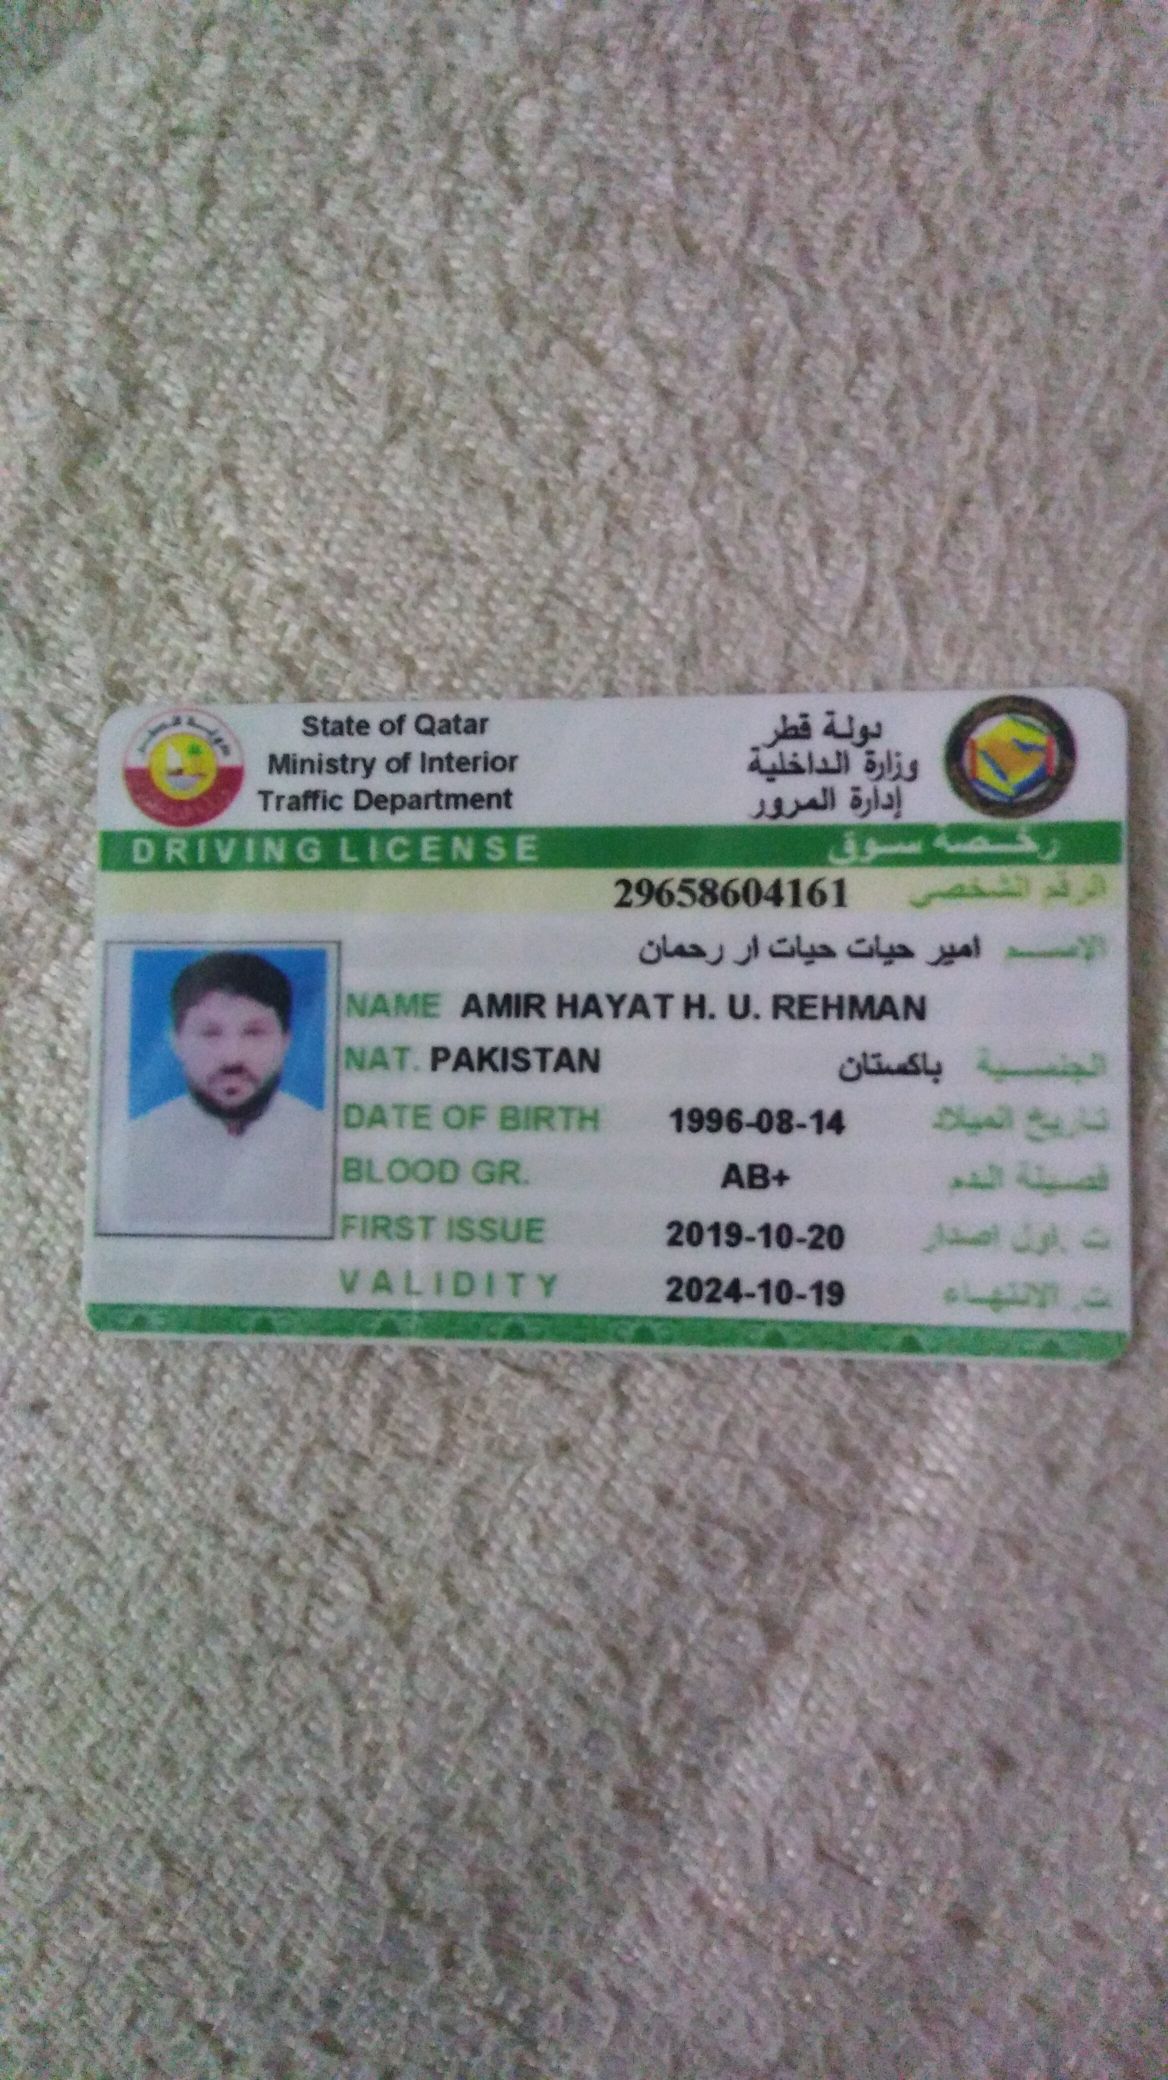 State of Qatar دولة قطر
Ministry of Interior وزارة الداخلية
Traffic Department إدارة المرور
DRIVING LICENSE رخصة سوق
29658604161 الرقم الشخصي
امير حيات حيات ار رحمان الإسم
NAME AMIR HAYAT H. U. REHMAN
NAT. PAKISTAN باكستان الجنسية
DATE OF BIRTH 1996-08-14 تاريخ الميلاد
BLOOD GR. AB+ فصيلة الدم
FIRST ISSUE 2019-10-20 ت .اول اصدار
VALIDITY 2024-10-19 ت. الانتهاء